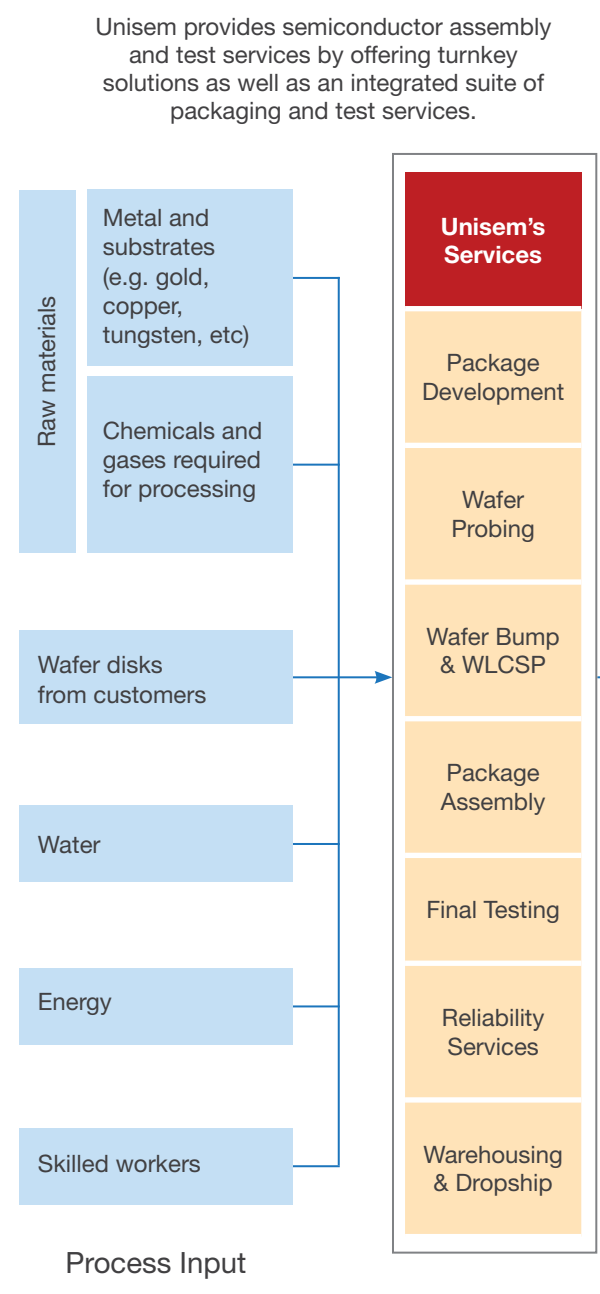 Unisem provides semiconductor assembly
and test services by offering turnkey
solutions as well as an integrated suite of
packaging and test services.
Raw materials
Metal and
substrates
(e.g. gold,
copper,
tungsten, etc)
Chemicals and
gases required
for processing
Wafer disks
from customers
Water
Energy
Skilled workers
Process Input
Unisem's
Services
Package
Development
Wafer
Probing
Wafer Bump
& WLCSP
Package
Assembly
Final Testing
Reliability
Services
Warehousing
& Dropship